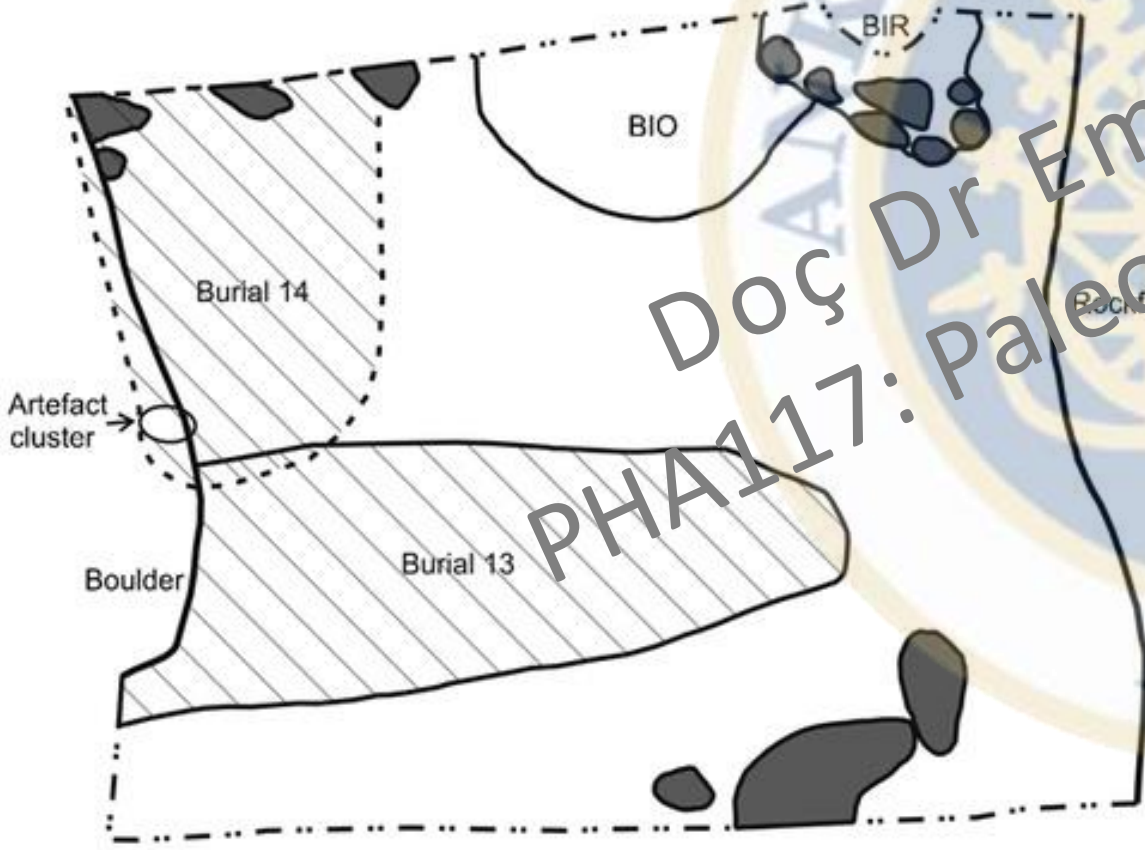 BIR
BIO
Doç Dr Em
PHA117: Paleo
Burial 14
Artefact
cluster
Burial 13
Boulder